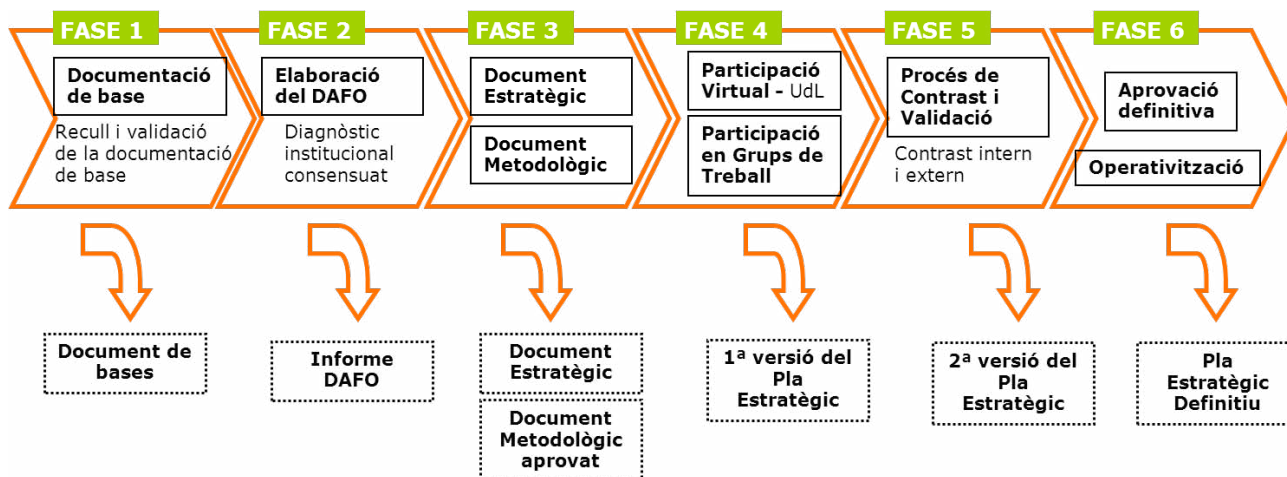 FASE 1
Documentació
de base
Recull i validació
de la documentació
de base
Document de
bases
FASE 2
Elaboració
del DAFO
Diagnòstic
institucional
consensuat
Informe
DAFO
FASE 3
Document
Estratègic
Document
Metodològic
Document
Estratègic
Document
Metodològic
aprovat
FASE 4
Participació
Virtual - UdL
Participació
en Grups de
Treball
1ª versió del
Pla
Estratègic
FASE 5
Procés de
Contrast i
Validació
Contrast intern
i extern
2ª versió del
Pla
Estratègic
FASE 6
Aprovació
definitiva
Operativització
Pla
Estratègic
Definitiu